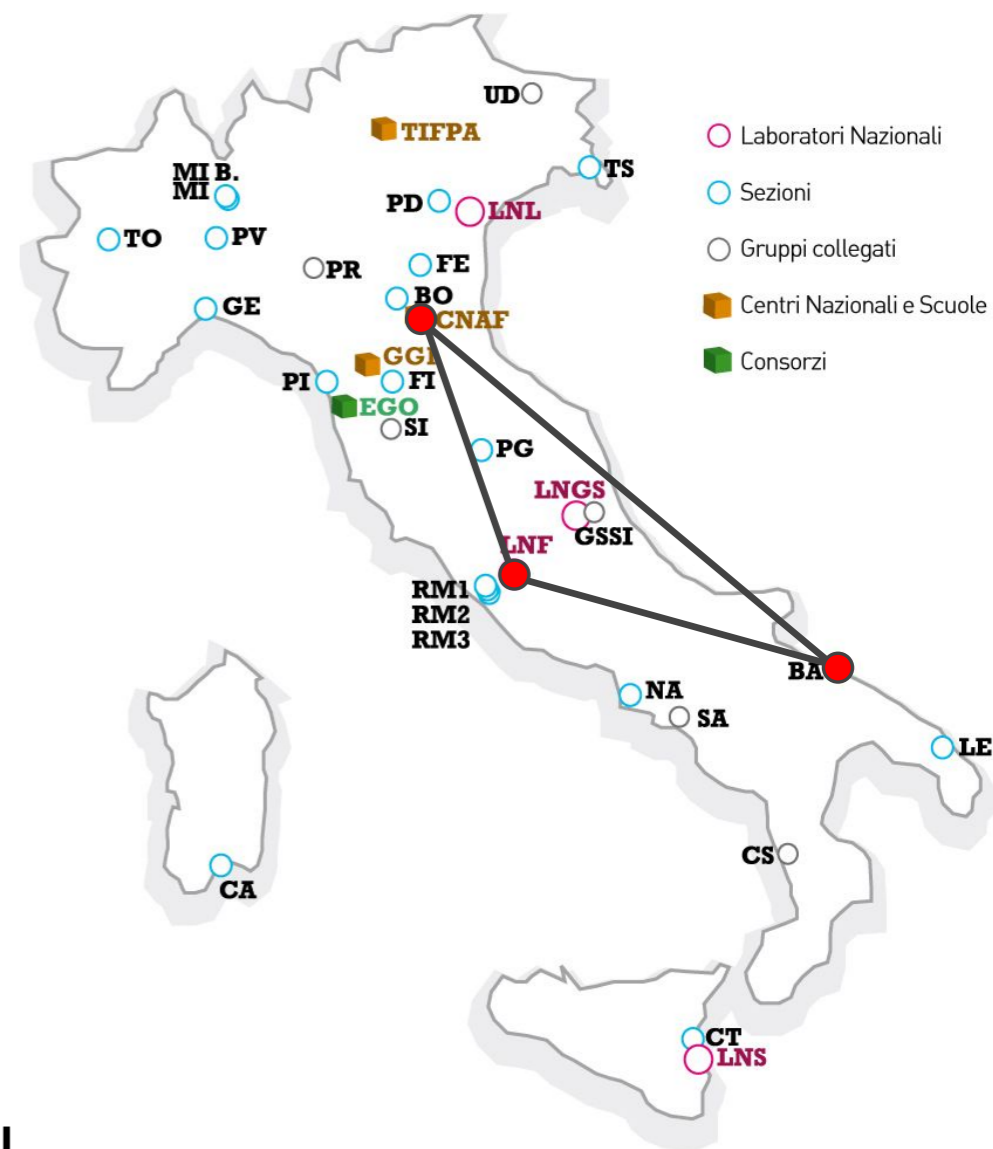 UD
TIFPA
MI B.
MI
TS
PD
LNL
TO
PV
PR
FE
BO
GE
CNAF
GGI
PI
FI
EGO
SI
PG
LNGS
GSSI
LNF
RM1
RM2
RM3
BA
NA
SA
LE
CS
CA
CT
LNS
Laboratori Nazionali
Sezioni
Gruppi collegati
Centri Nazionali e Scuole
Consorzi